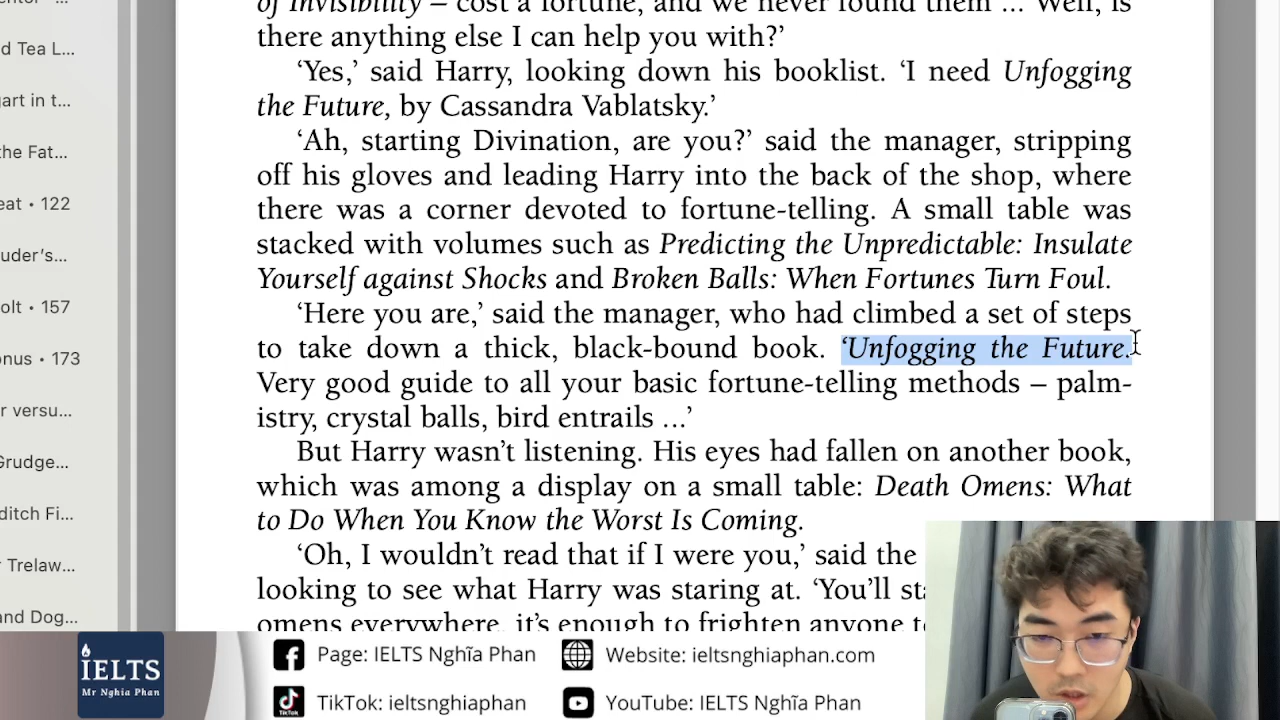 of Invisibility – cost a fortune, and we never found them ... Well, is
there anything else I can help you with?’
‘Yes,’ said Harry, looking down his booklist. ‘I need Unfogging
the Future, by Cassandra Vablatsky.’
‘Ah, starting Divination, are you?’ said the manager, stripping
off his gloves and leading Harry into the back of the shop, where
there was a corner devoted to fortune-telling. A small table was
stacked with volumes such as Predicting the Unpredictable: Insulate
Yourself against Shocks and Broken Balls: When Fortunes Turn Foul.
‘Here you are,’ said the manager, who had climbed a set of steps
to take down a thick, black-bound book. ‘Unfogging the Future.
Very good guide to all your basic fortune-telling methods – palm-
istry, crystal balls, bird entrails ...’
But Harry wasn’t listening. His eyes had fallen on another book,
which was among a display on a small table: Death Omens: What
to Do When You Know the Worst Is Coming.
‘Oh, I wouldn’t read that if I were you,’ said the
looking to see what Harry was staring at. ‘You’ll
omens everywhere, it’s enough to frighten anyone
d Tea L...
gart in t...
the Fat...
eat • 122
uder’s...
olt • 157
onus • 173
r versu...
Grudge...
ditch Fi...
r Trelaw...
and Dog...
IELTS
Mr Nghia Phan
Page: IELTS Nghĩa Phan
Website: ieltsnghiaphan.com
TikTok
TikTok: ieltsnghiaphan
YouTube: IELTS Nghĩa Phan